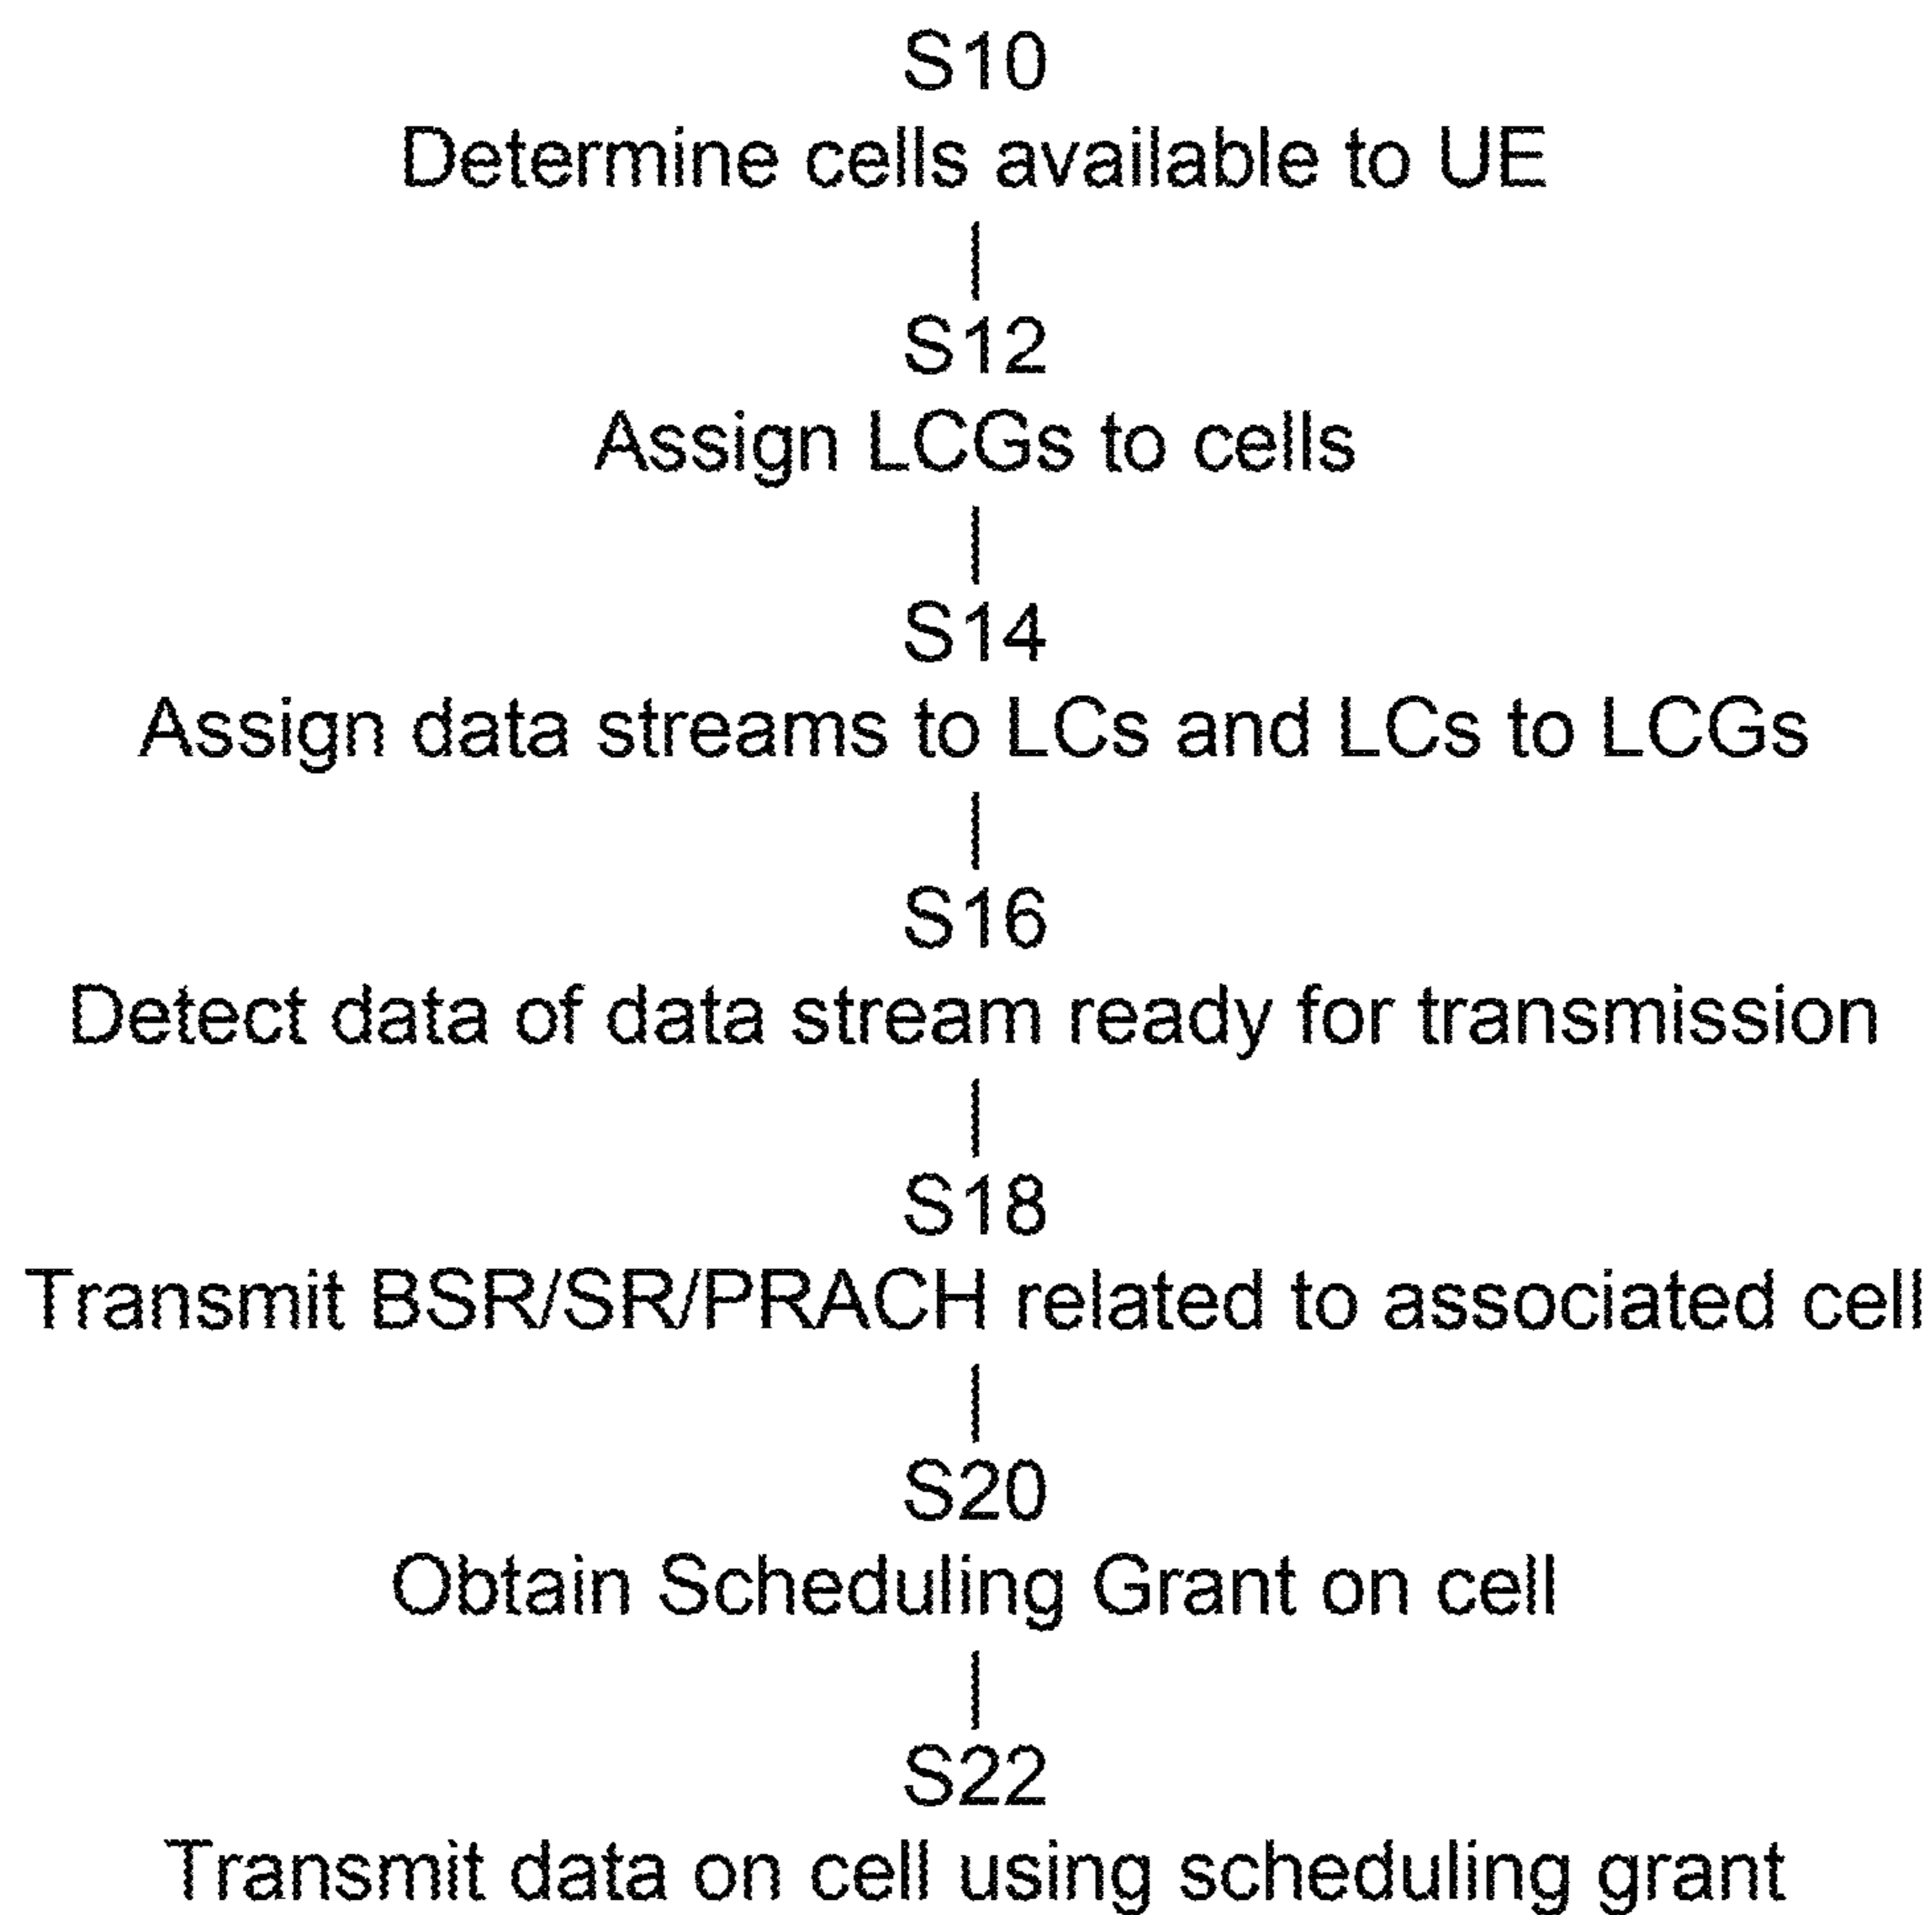 S10
Determine cells available to UE
S12
Assign LCGs to cells
S14
Assign data streams to LCs and LCs to LCGs
S16
Detect data of data stream ready for transmission
S18
Transmit BSR/SR/PRACH related to associated cell
S20
Obtain Scheduling Grant on cell
S22
Transmit data on cell using scheduling grant